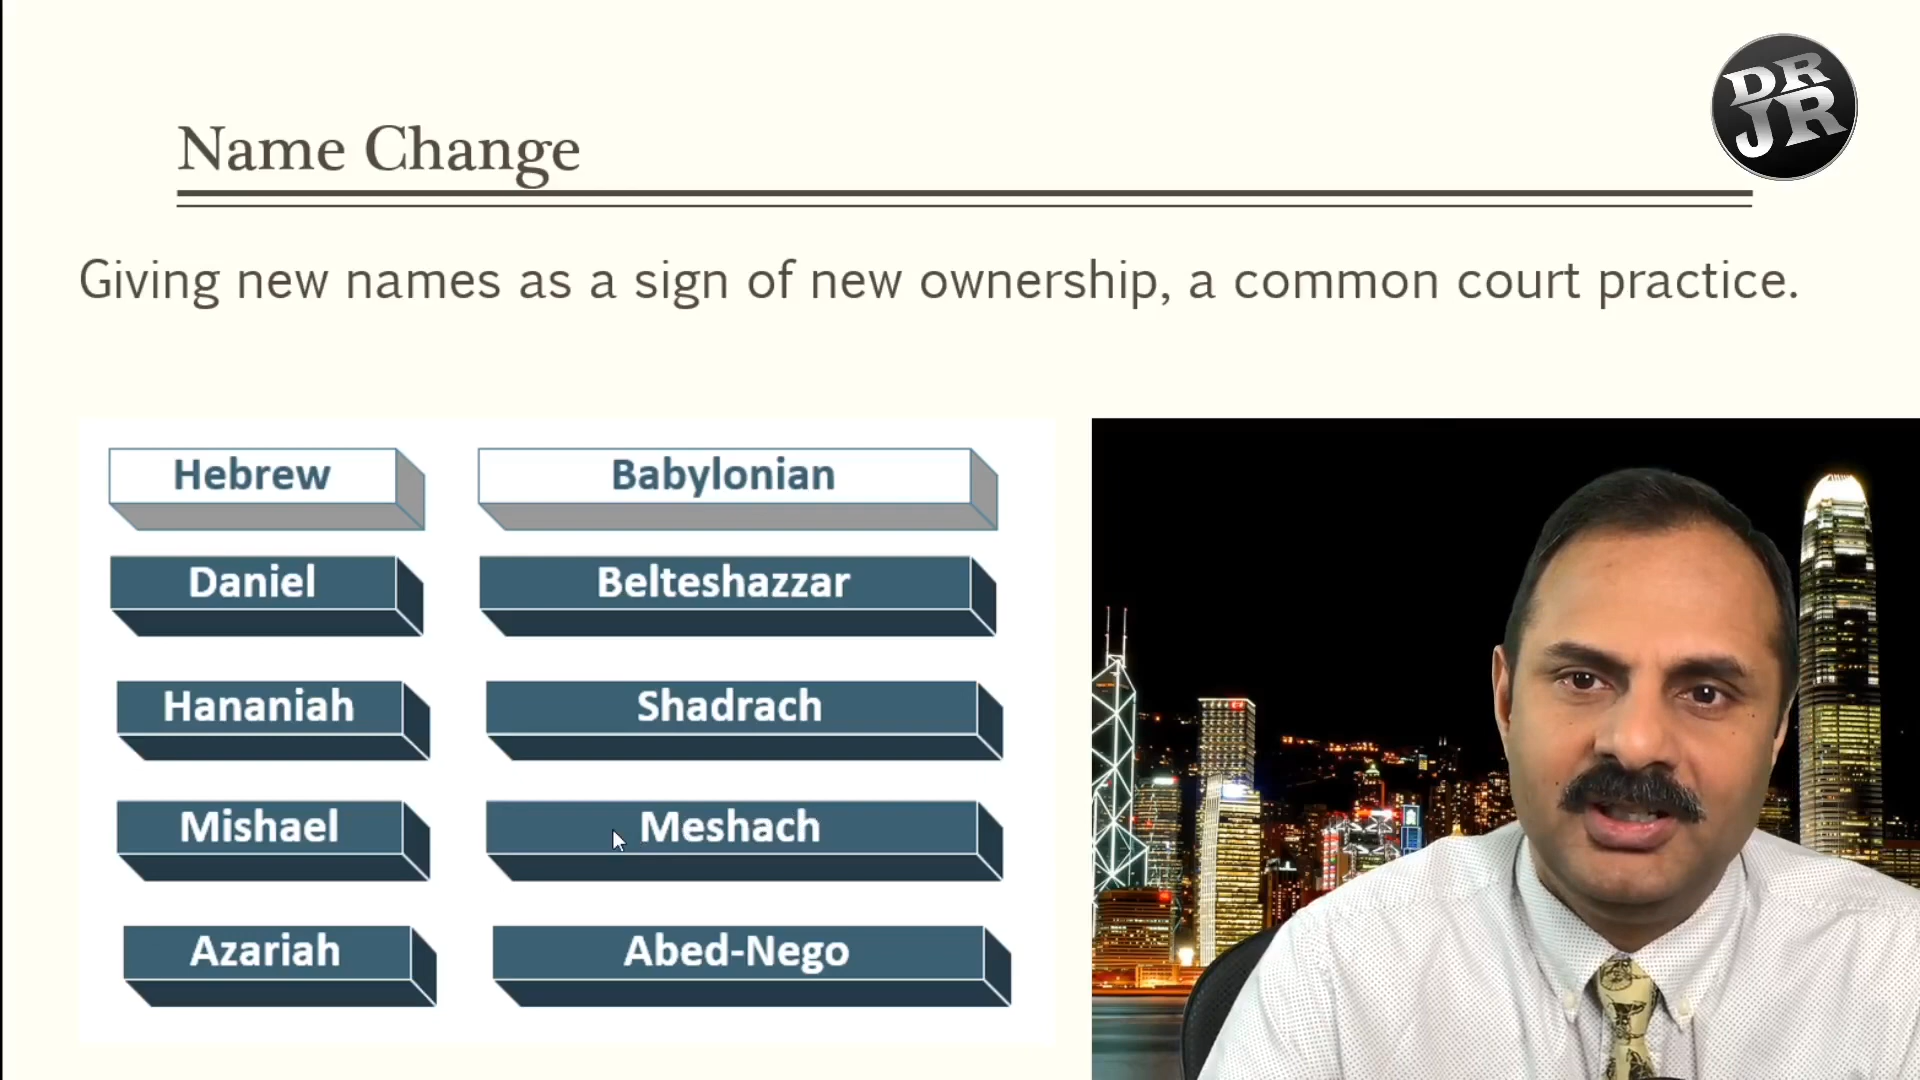 DR
JR
Name Change
Giving new names as a sign of new ownership, a common court practice.
Hebrew Babylonian
Daniel Belteshazzar
Hananiah Shadrach
Mishael Meshach
Azariah Abed-Nego